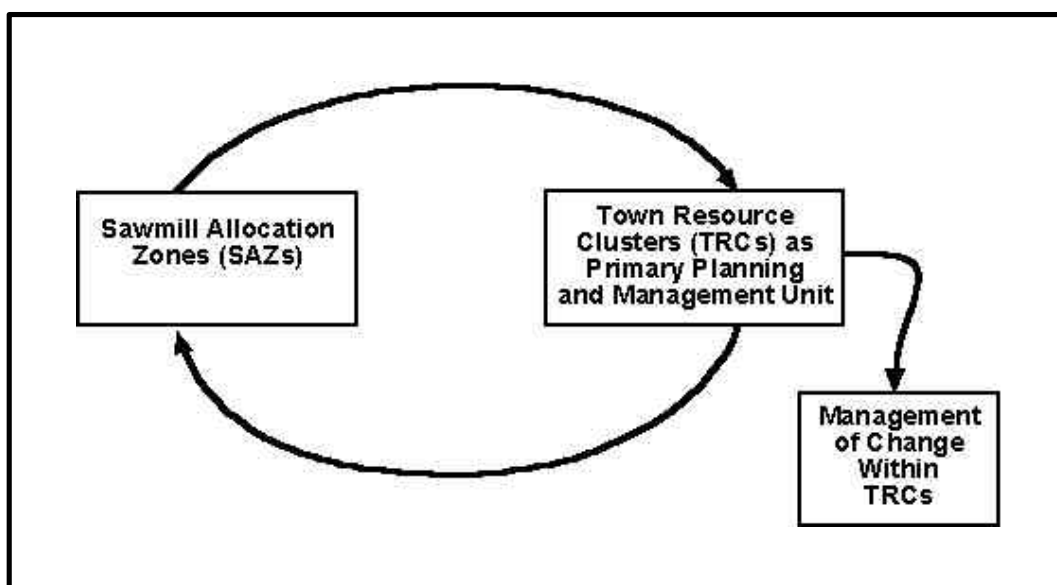 Sawmill Allocation
Zones (SAZs)
Town Resource
Clusters (TRCs) as
Primary Planning
and Management Unit
Management
of Change
Within
TRCs